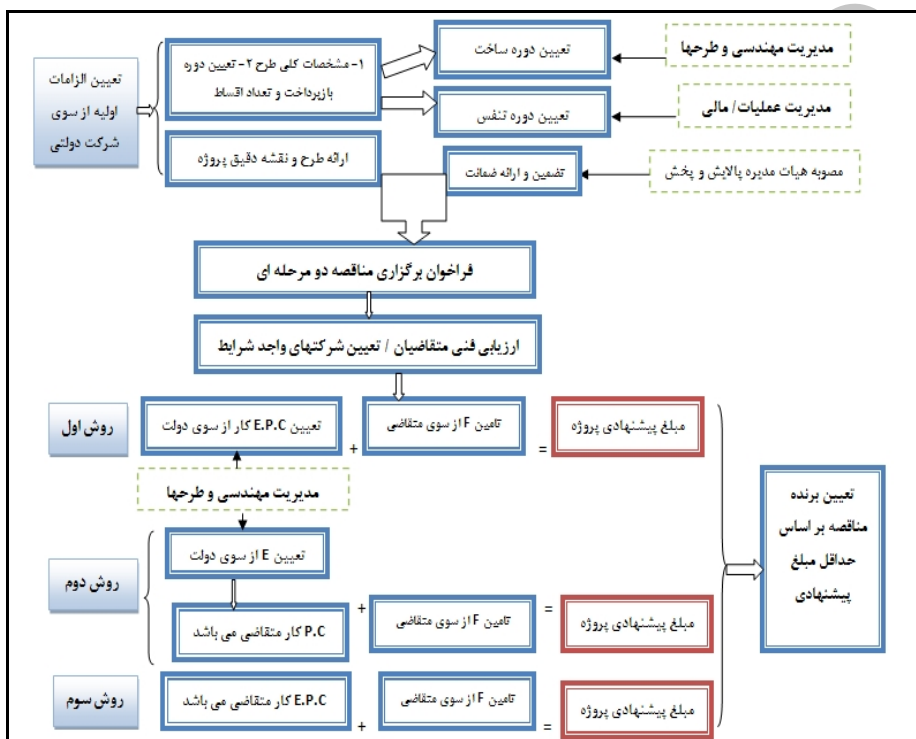 تعیین الزامات
اولیه از سوی
شرکت دولتی
۱- مشخصات کلی طرح ۲- تعیین دوره
بازپرداخت و تعداد اقساط
ارائه طرح و نقشه دقیق پروژه
تعیین دوره ساخت
تعیین دوره تنفس
تضمین و ارائه ضمانت
مدیریت مهندسی و طرحها
مدیریت عملیات/ مالی
مصوبه هیات مدیره پالایش و پخش
فراخوان برگزاری مناقصه دو مرحله ای
ارزیابی فنی متقاضیان / تعیین شرکتهای واجد شرایط
روش اول
تعیین E.P.C کار از سوی دولت
+
تامین F از سوی متقاضی
=
مبلغ پیشنهادی پروژه
مدیریت مهندسی و طرحها
روش دوم
تعیین E از سوی دولت
P.C کار متقاضی می باشد
+
تامین F از سوی متقاضی
=
مبلغ پیشنهادی پروژه
روش سوم
E.P.C کار متقاضی می باشد
+
تامین F از سوی متقاضی
=
مبلغ پیشنهادی پروژه
تعیین برنده
مناقصه بر اساس
حداقل مبلغ
پیشنهادی